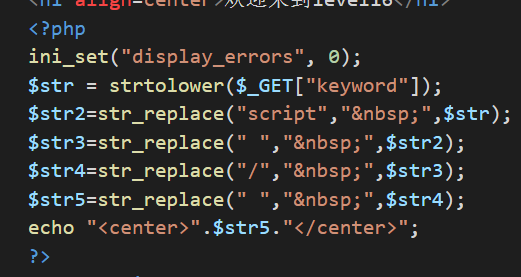 <h1 align=center>欢迎来到level16</h1>
<?php
ini_set("display_errors", 0);
$str = strtolower($_GET["keyword"]);
$str2=str_replace("script","&nbsp;",$str);
$str3=str_replace(" ","&nbsp;",$str2);
$str4=str_replace("/","&nbsp;",$str3);
$str5=str_replace(" ","&nbsp;",$str4);
echo "<center>".$str5."</center>";
?>